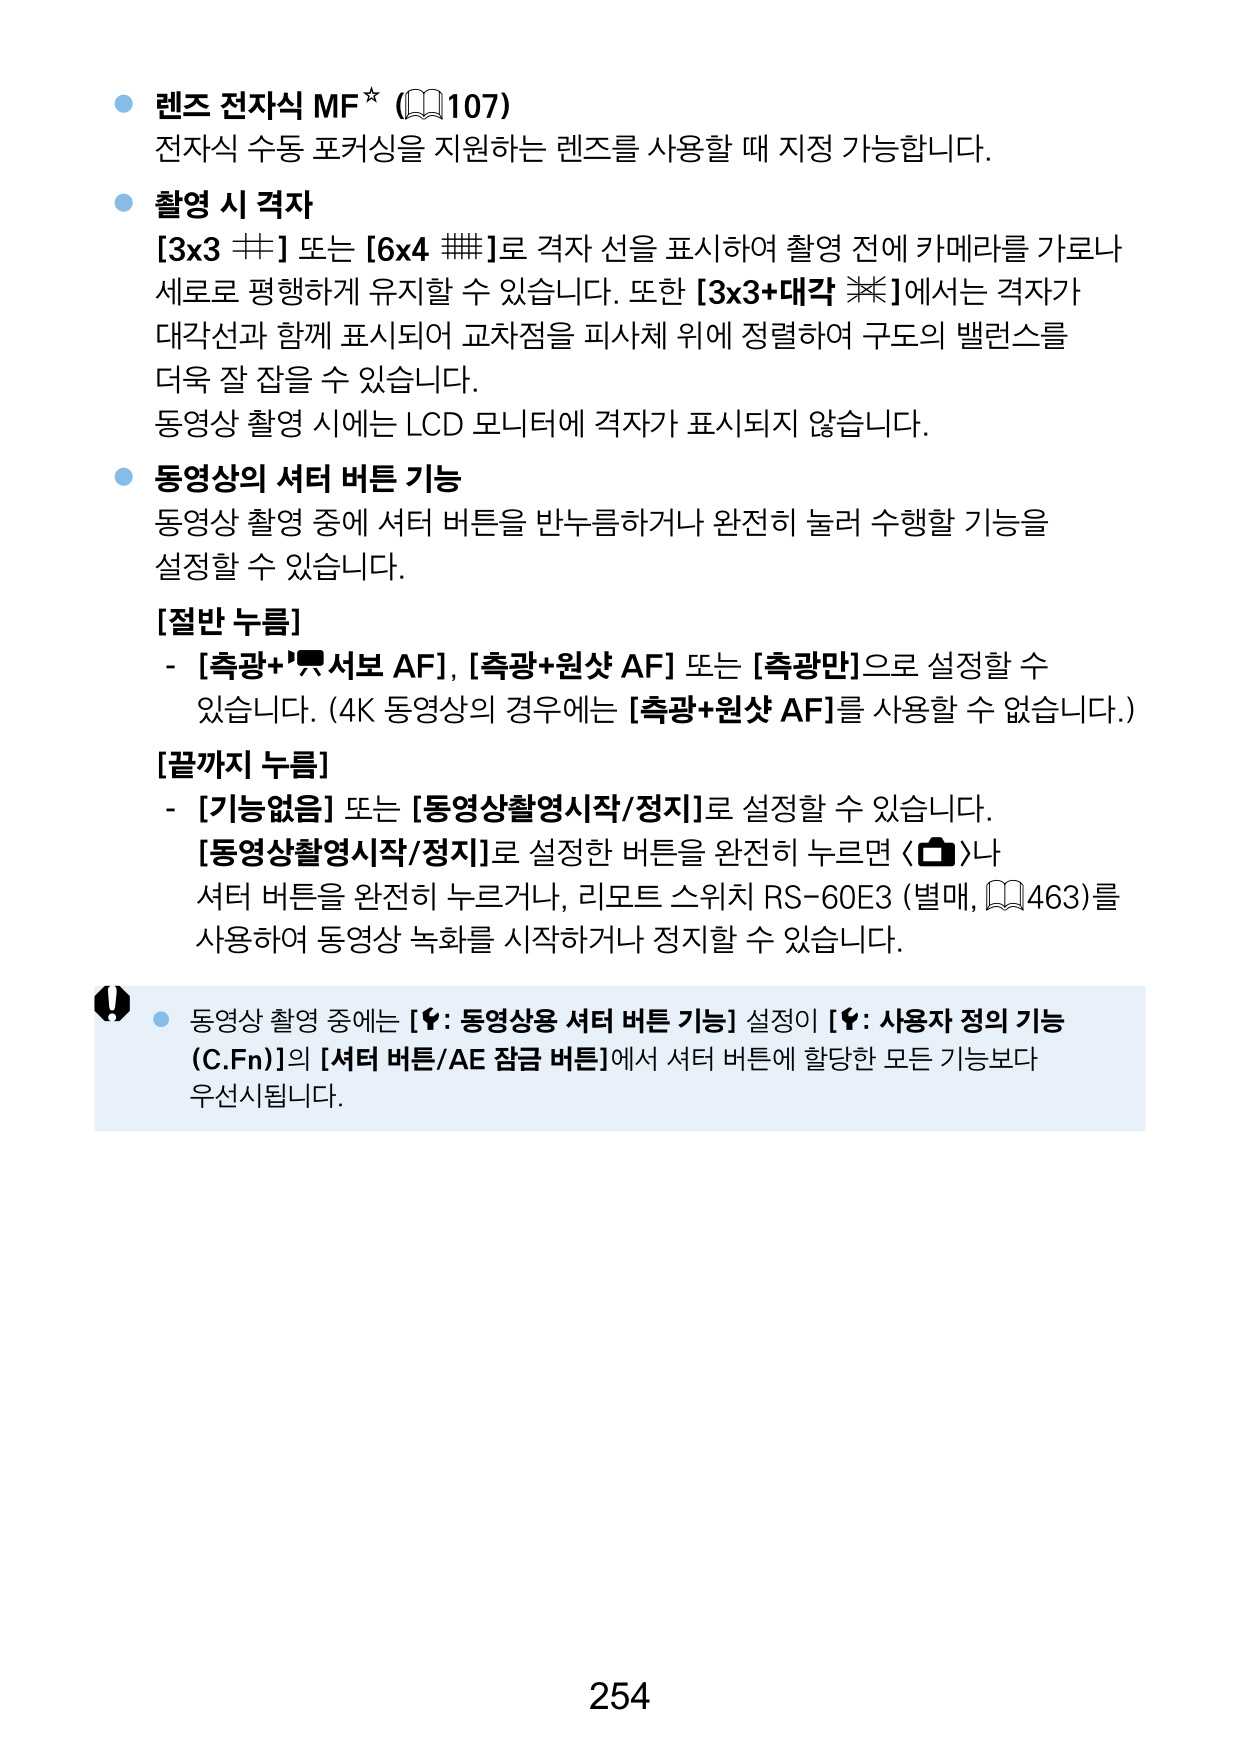 ● 렌즈 전자식 MF☆ (107)
전자식 수동 포커싱을 지원하는 렌즈를 사용할 때 지정 가능합니다.
● 촬영 시 격자
[3x3 ] 또는 [6x4 ]로 격자 선을 표시하여 촬영 전에 카메라를 가로나
세로로 평행하게 유지할 수 있습니다. 또한 [3x3+대각 ]에서는 격자가
대각선과 함께 표시되어 교차점을 피사체 위에 정렬하여 구도의 밸런스를
더욱 잘 잡을 수 있습니다.
동영상 촬영 시에는 LCD 모니터에 격자가 표시되지 않습니다.
● 동영상의 셔터 버튼 기능
동영상 촬영 중에 셔터 버튼을 반누름하거나 완전히 눌러 수행할 기능을
설정할 수 있습니다.
[절반 누름]
- [측광+서보 AF], [측광+원샷 AF] 또는 [측광만]으로 설정할 수
있습니다. (4K 동영상의 경우에는 [측광+원샷 AF]를 사용할 수 없습니다.)
[끝까지 누름]
- [기능없음] 또는 [동영상촬영시작/정지]로 설정할 수 있습니다.
[동영상촬영시작/정지]로 설정한 버튼을 완전히 누르면 〈〉나
셔터 버튼을 완전히 누르거나, 리모트 스위치 RS-60E3 (별매, 463)를
사용하여 동영상 녹화를 시작하거나 정지할 수 있습니다.
● 동영상 촬영 중에는 [: 동영상용 셔터 버튼 기능] 설정이 [: 사용자 정의 기능
(C.Fn)]의 [셔터 버튼/AE 잠금 버튼]에서 셔터 버튼에 할당한 모든 기능보다
우선시됩니다.
254